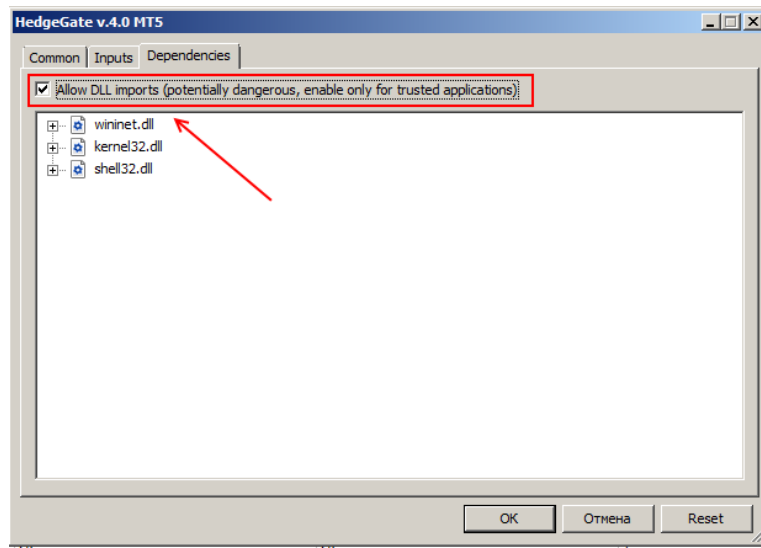 HedgeGate v.4.0 MT5
Common Inputs Dependencies
Allow DLL imports (potentially dangerous, enable only for trusted applications)
wininet.dll
kernel32.dll
shell32.dll
OK Отмена Reset